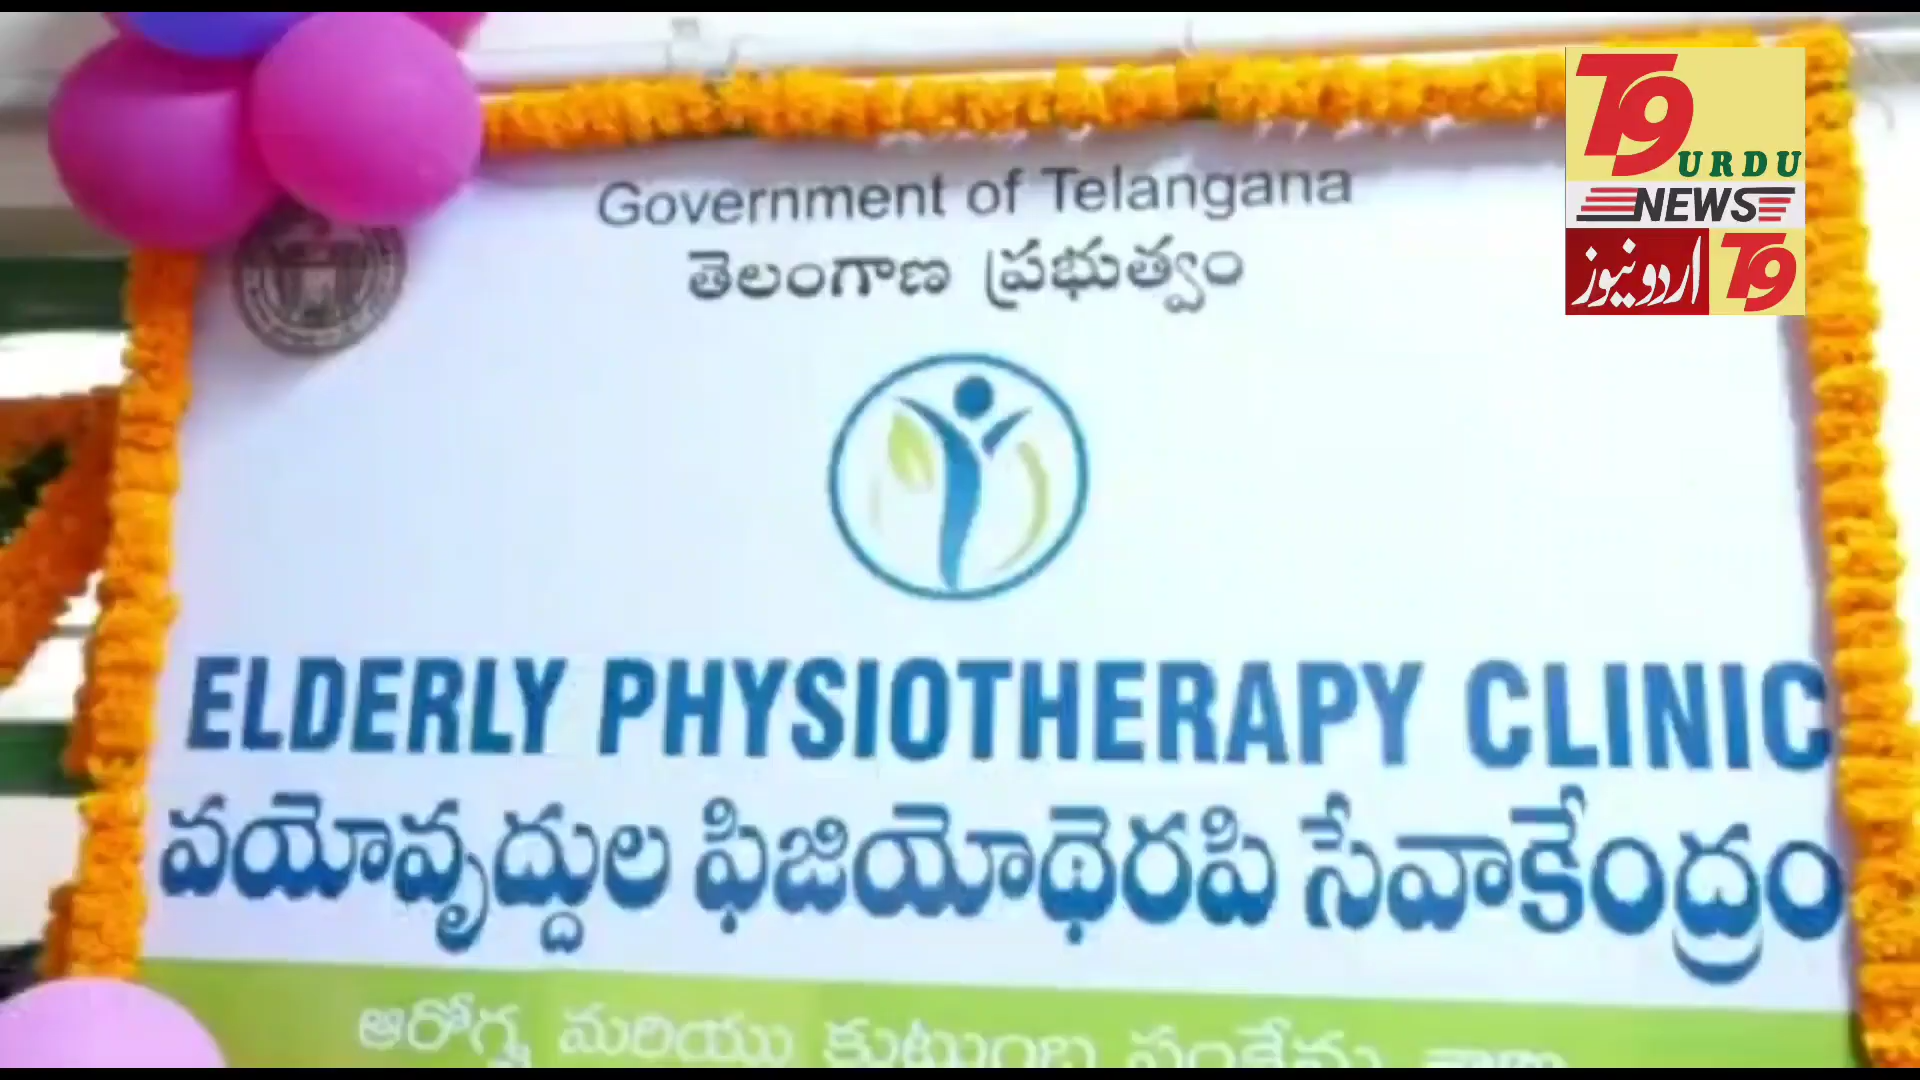 Government of Telangana
తెలంగాణ ప్రభుత్వం
T9
URDU
NEWS
اردو نیوز T9
ELDERLY PHYSIOTHERAPY CLINIC
వయోవృద్దుల ఫిజియోథెరపి సేవాకేంద్రం
ఆరోగ్య మరియు కుటుంబ సంక్షేమ శాఖ